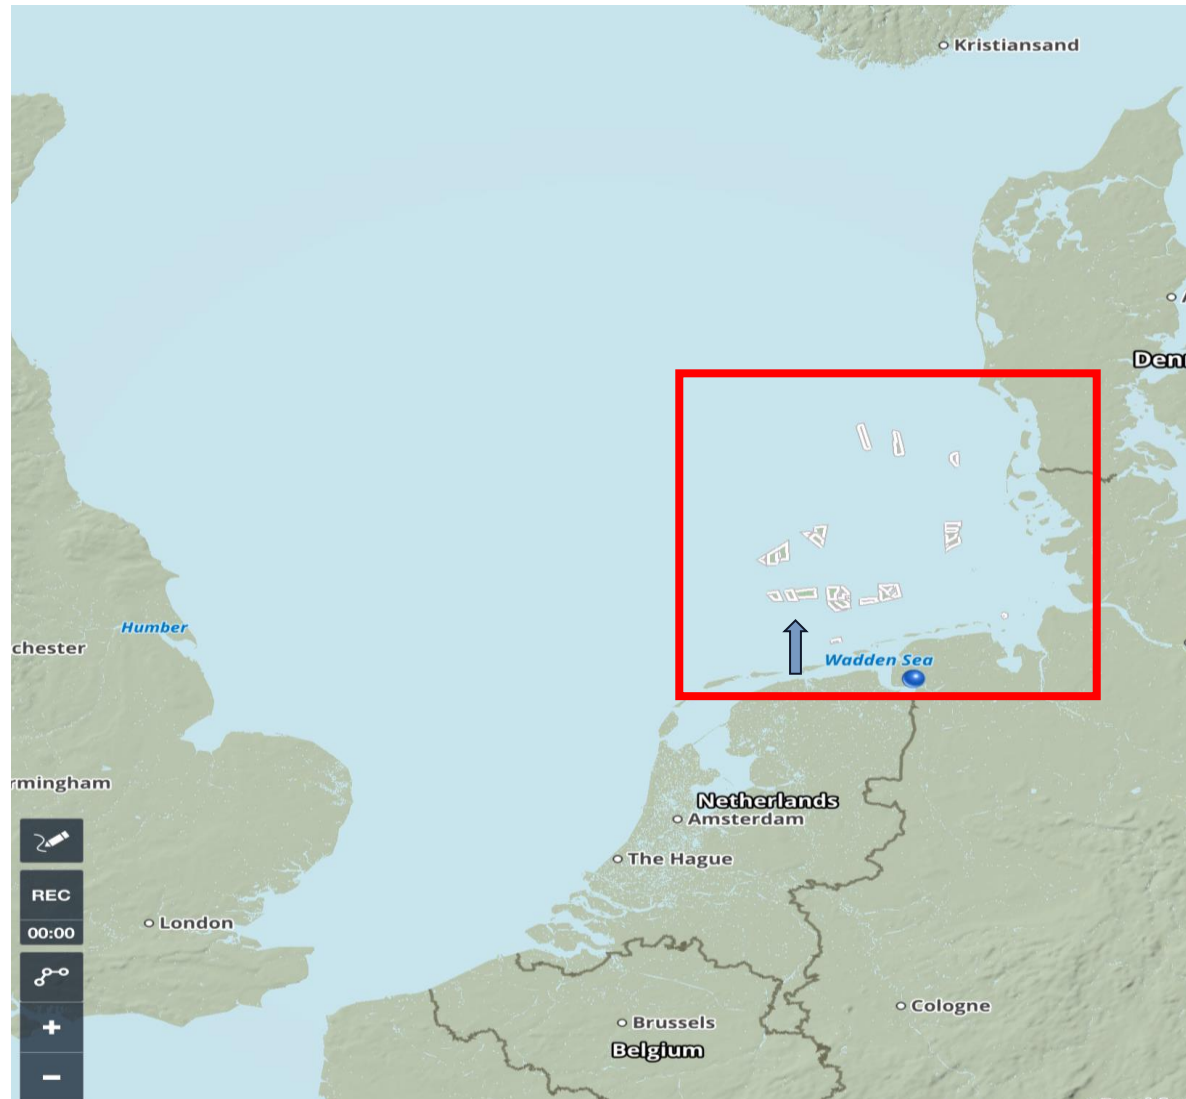 Kristiansand
Den
Humber
chester
Wadden Sea
rmingham
Netherlands
Amsterdam
The Hague
REC
00:00
London
Cologne
Brussels
Belgium
+
−